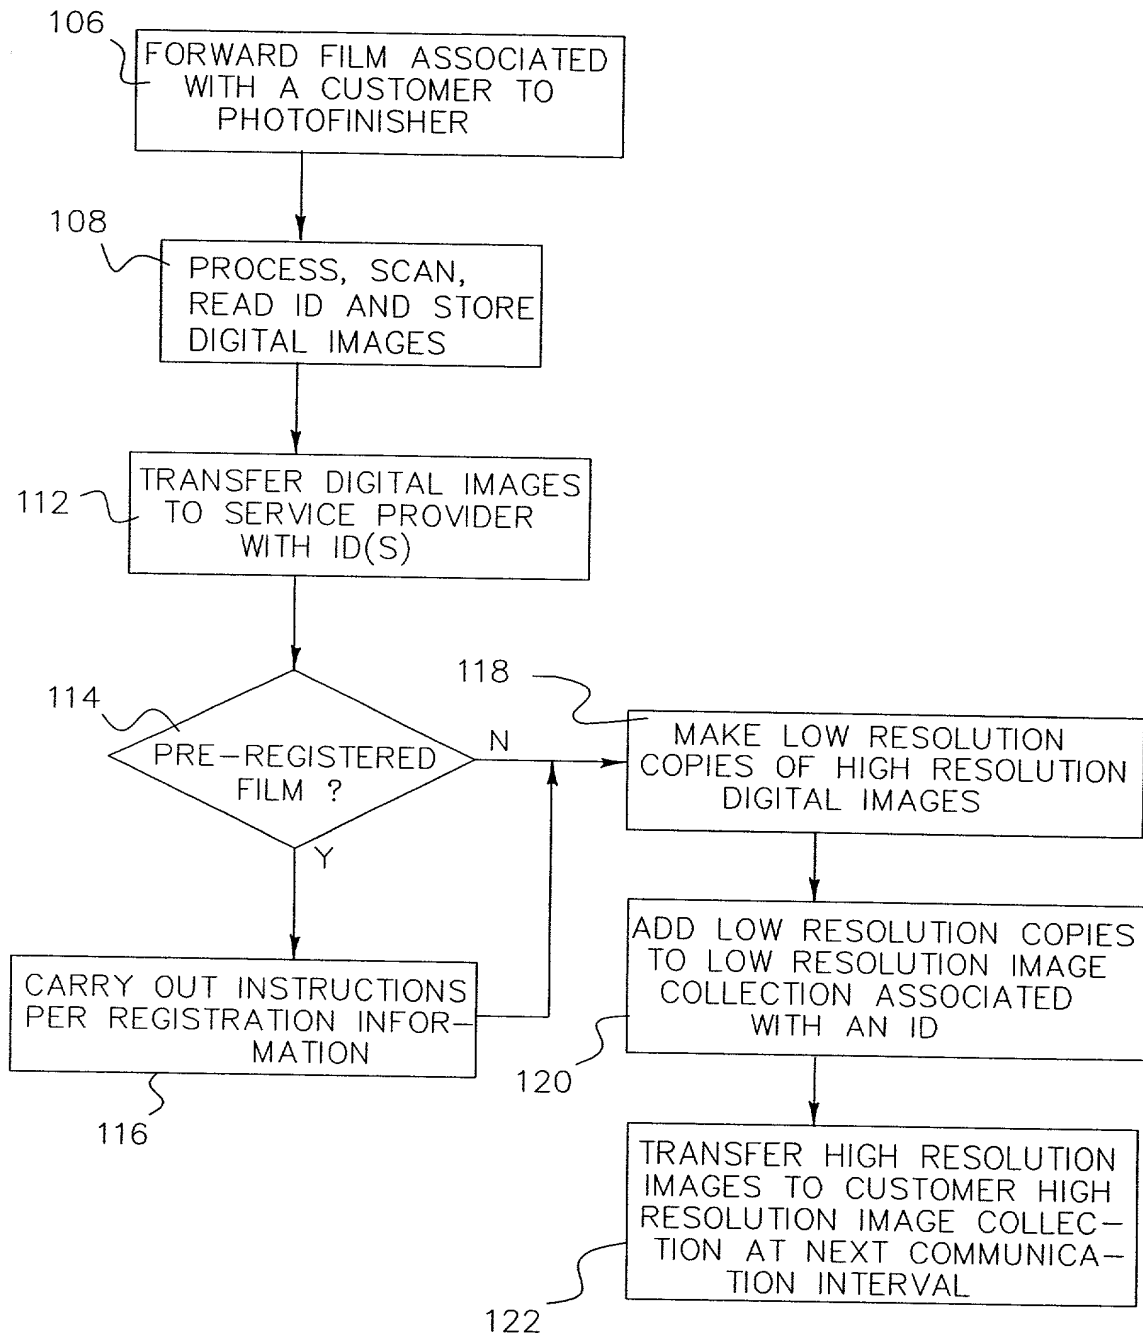 106
FORWARD FILM ASSOCIATED
WITH A CUSTOMER TO
PHOTOFINISHER
108
PROCESS, SCAN,
READ ID AND STORE
DIGITAL IMAGES
112
TRANSFER DIGITAL IMAGES
TO SERVICE PROVIDER
WITH ID(S)
114
PRE-REGISTERED
FILM ?
N
Y
CARRY OUT INSTRUCTIONS
PER REGISTRATION INFOR-
MATION
116
118
MAKE LOW RESOLUTION
COPIES OF HIGH RESOLUTION
DIGITAL IMAGES
ADD LOW RESOLUTION COPIES
TO LOW RESOLUTION IMAGE
COLLECTION ASSOCIATED
WITH AN ID
120
TRANSFER HIGH RESOLUTION
IMAGES TO CUSTOMER HIGH
RESOLUTION IMAGE COLLEC-
TION AT NEXT COMMUNICA-
TION INTERVAL
122